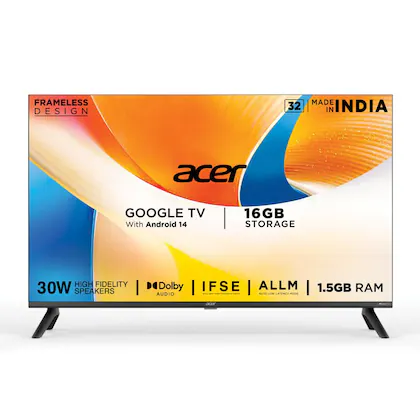 FRAMELESS
DESIGN
32
MADE
IN INDIA
acer
GOOGLE TV
With Android 14
16GB
STORAGE
30W HIGH FIDELITY
SPEAKERS
Dolby
AUDIO
IFSE
ALLM
1.5GB RAM
acer